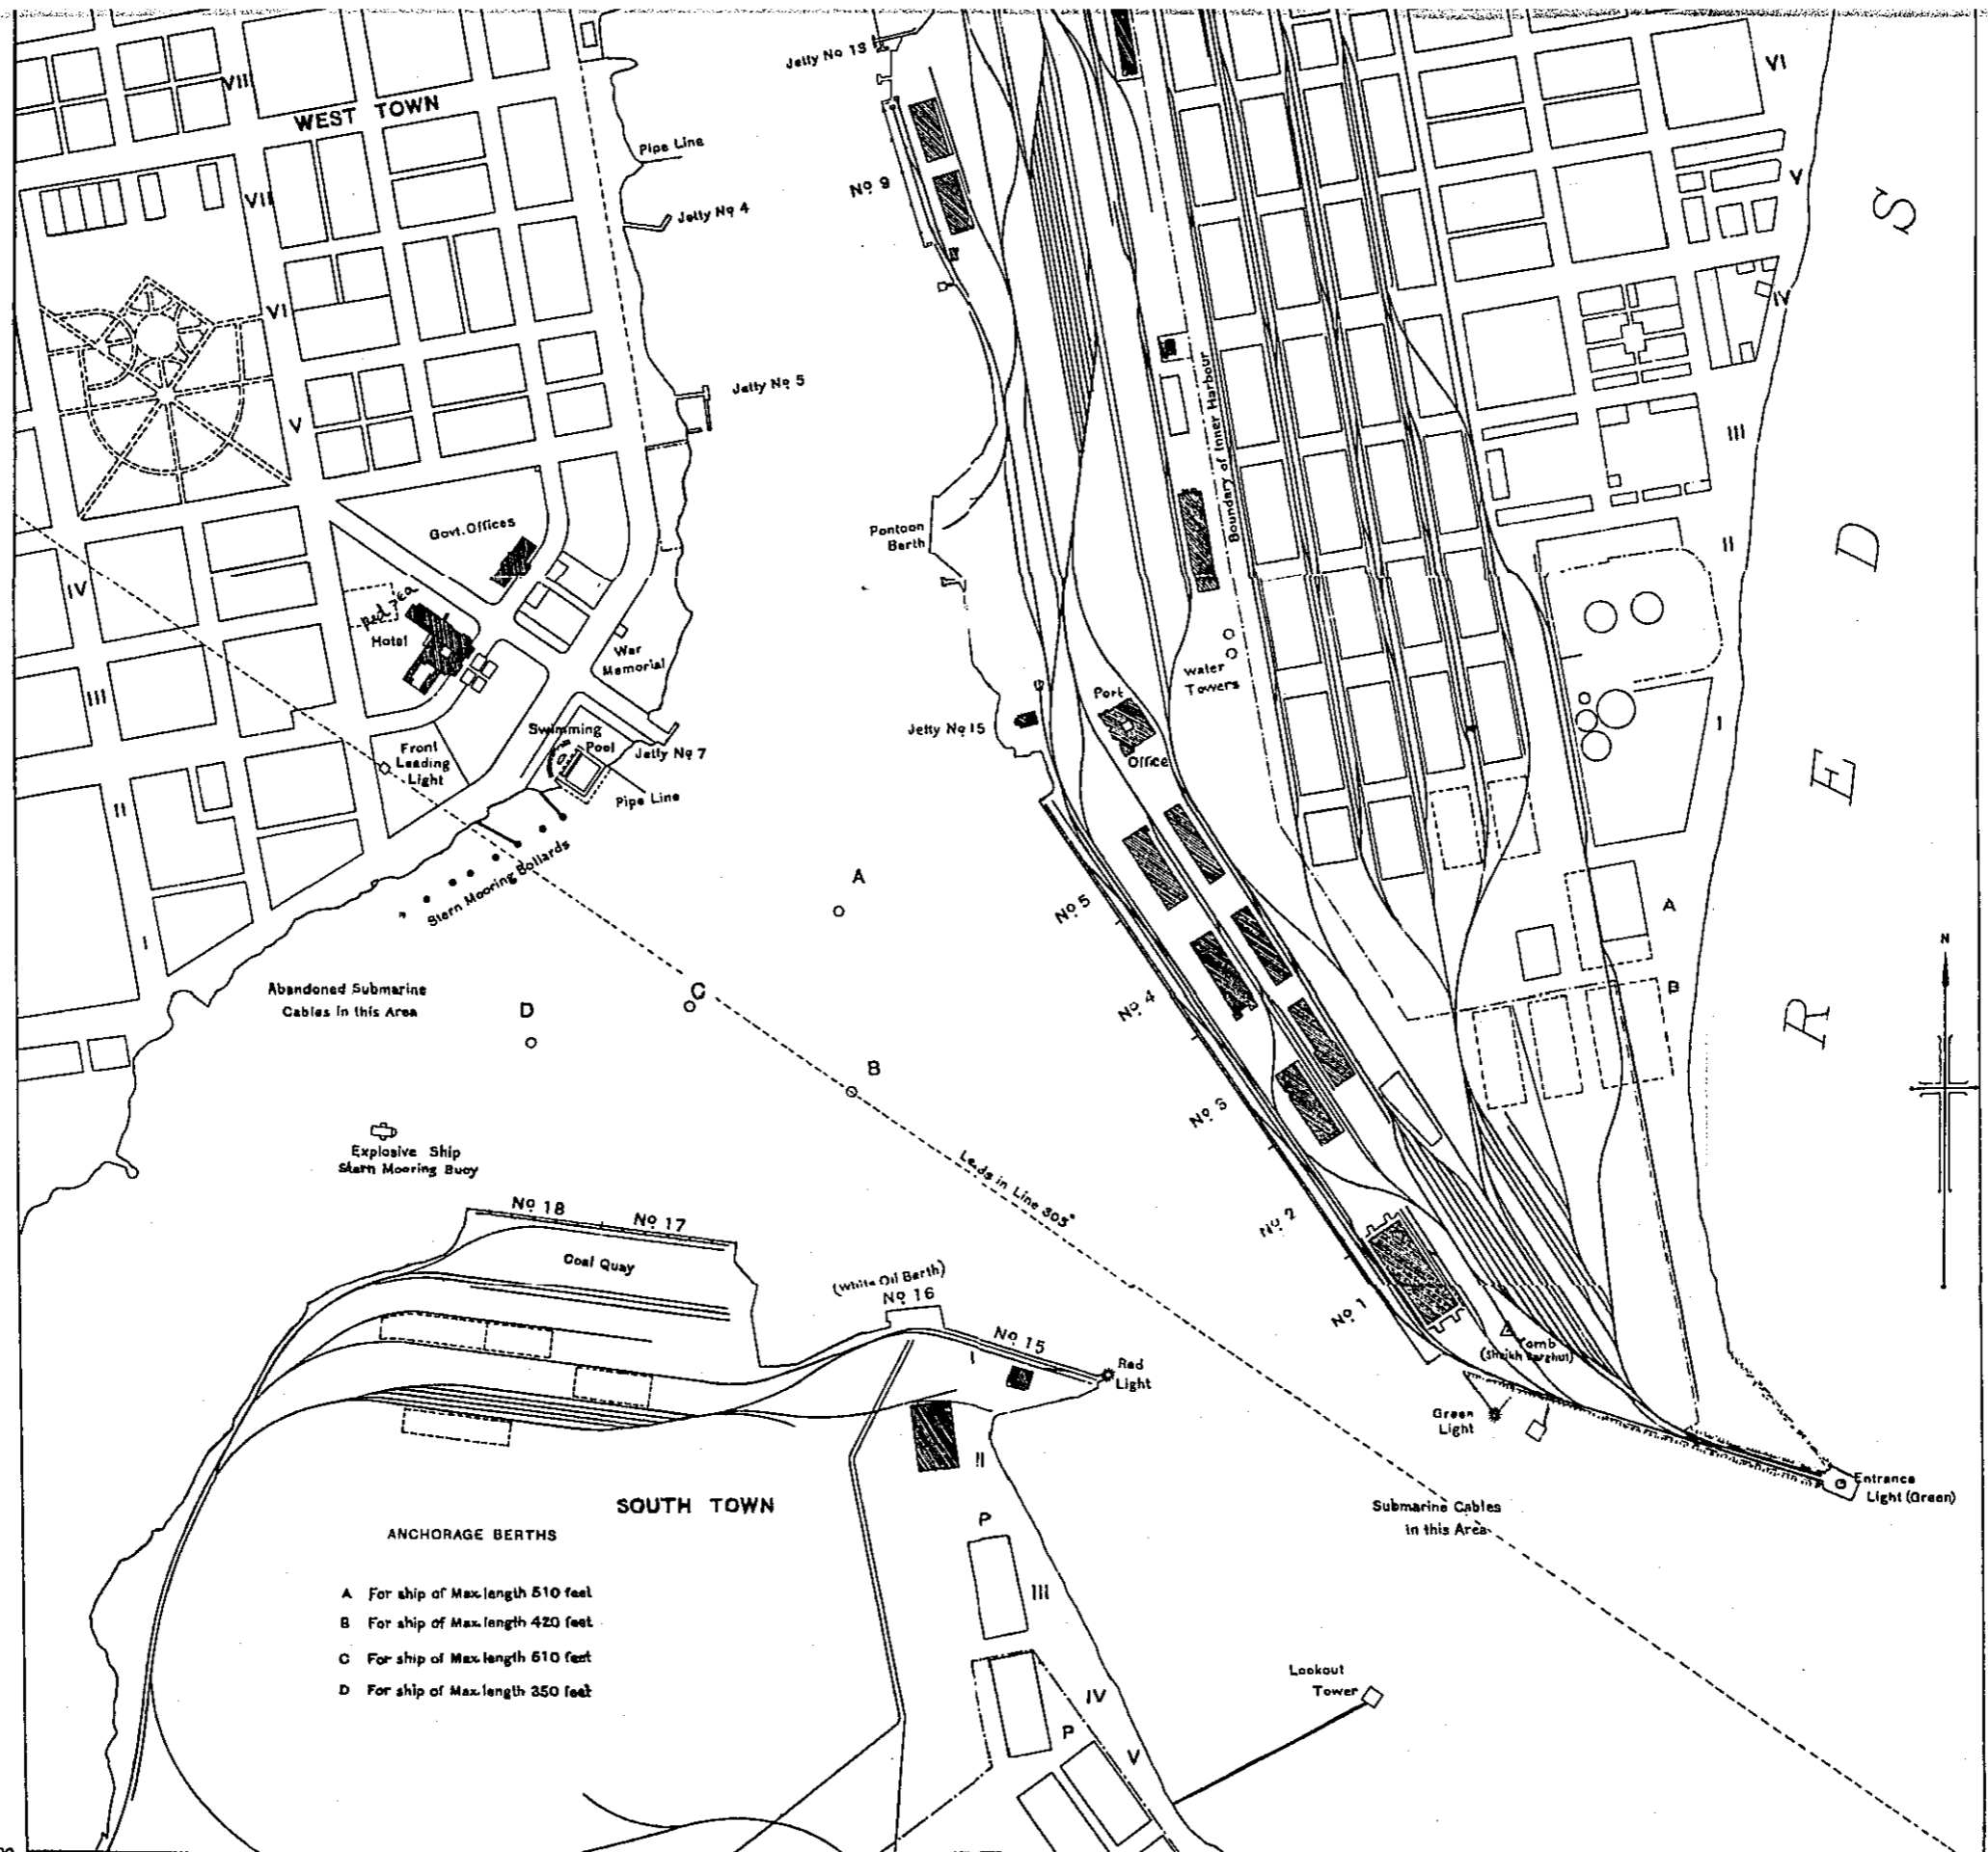 Jetty No 13
VII
WEST TOWN
VI
Pipe Line
No 9
V
VII
Jetty No 4
S
VI
IV
Jetty No 5
V
III
Boundary of Inner Harbour
Govt. Offices
Pontoon
Berth
II
D
IV
Red Sea
Hotel
War
Memorial
Water
Towers
III
Port
Office
Jetty No 15
I
Swimming
Pool
Jetty No 7
Front
Leading
Light
Pipe Line
E
II
Stern Mooring Bollards
A
No 5
A
I
N
Abandoned Submarine
Cables in this Area
D
C
No 4
B
R
B
No 3
Explosive Ship
Stern Mooring Buoy
Leads in Line 305°
No 18
No 17
No 2
Coal Quay
(White Oil Berth)
No 16
No 1
No 15
I
Tomb
(Sheikh Barghut)
Red
Light
Green
Light
II
Entrance
Light (Green)
SOUTH TOWN
Submarine Cables
in this Area
P
ANCHORAGE BERTHS
A For ship of Max. length 510 feet
B For ship of Max. length 420 feet
C For ship of Max. length 510 feet
D For ship of Max. length 350 feet
III
Lookout
Tower
IV
P
V